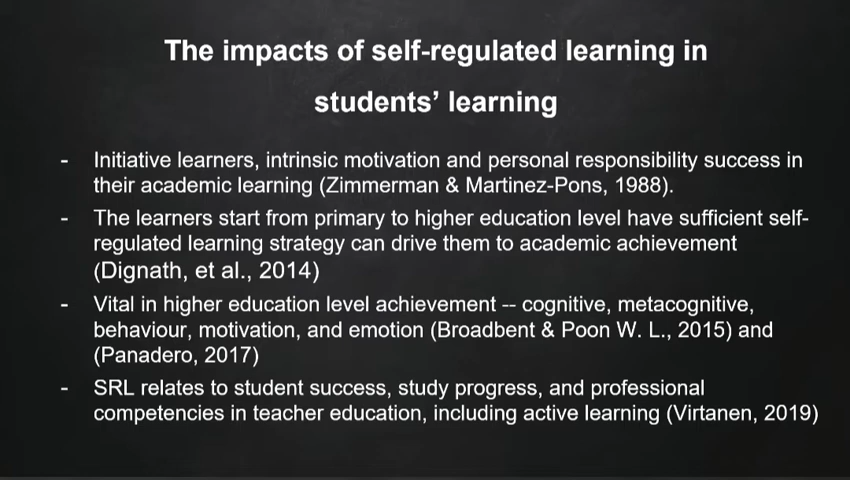 The impacts of self-regulated learning in
students’ learning
- Initiative learners, intrinsic motivation and personal responsibility success in
their academic learning (Zimmerman & Martinez-Pons, 1988).
- The learners start from primary to higher education level have sufficient self-
regulated learning strategy can drive them to academic achievement
(Dignath, et al., 2014)
- Vital in higher education level achievement -- cognitive, metacognitive,
behaviour, motivation, and emotion (Broadbent & Poon W. L., 2015) and
(Panadero, 2017)
- SRL relates to student success, study progress, and professional
competencies in teacher education, including active learning (Virtanen, 2019)